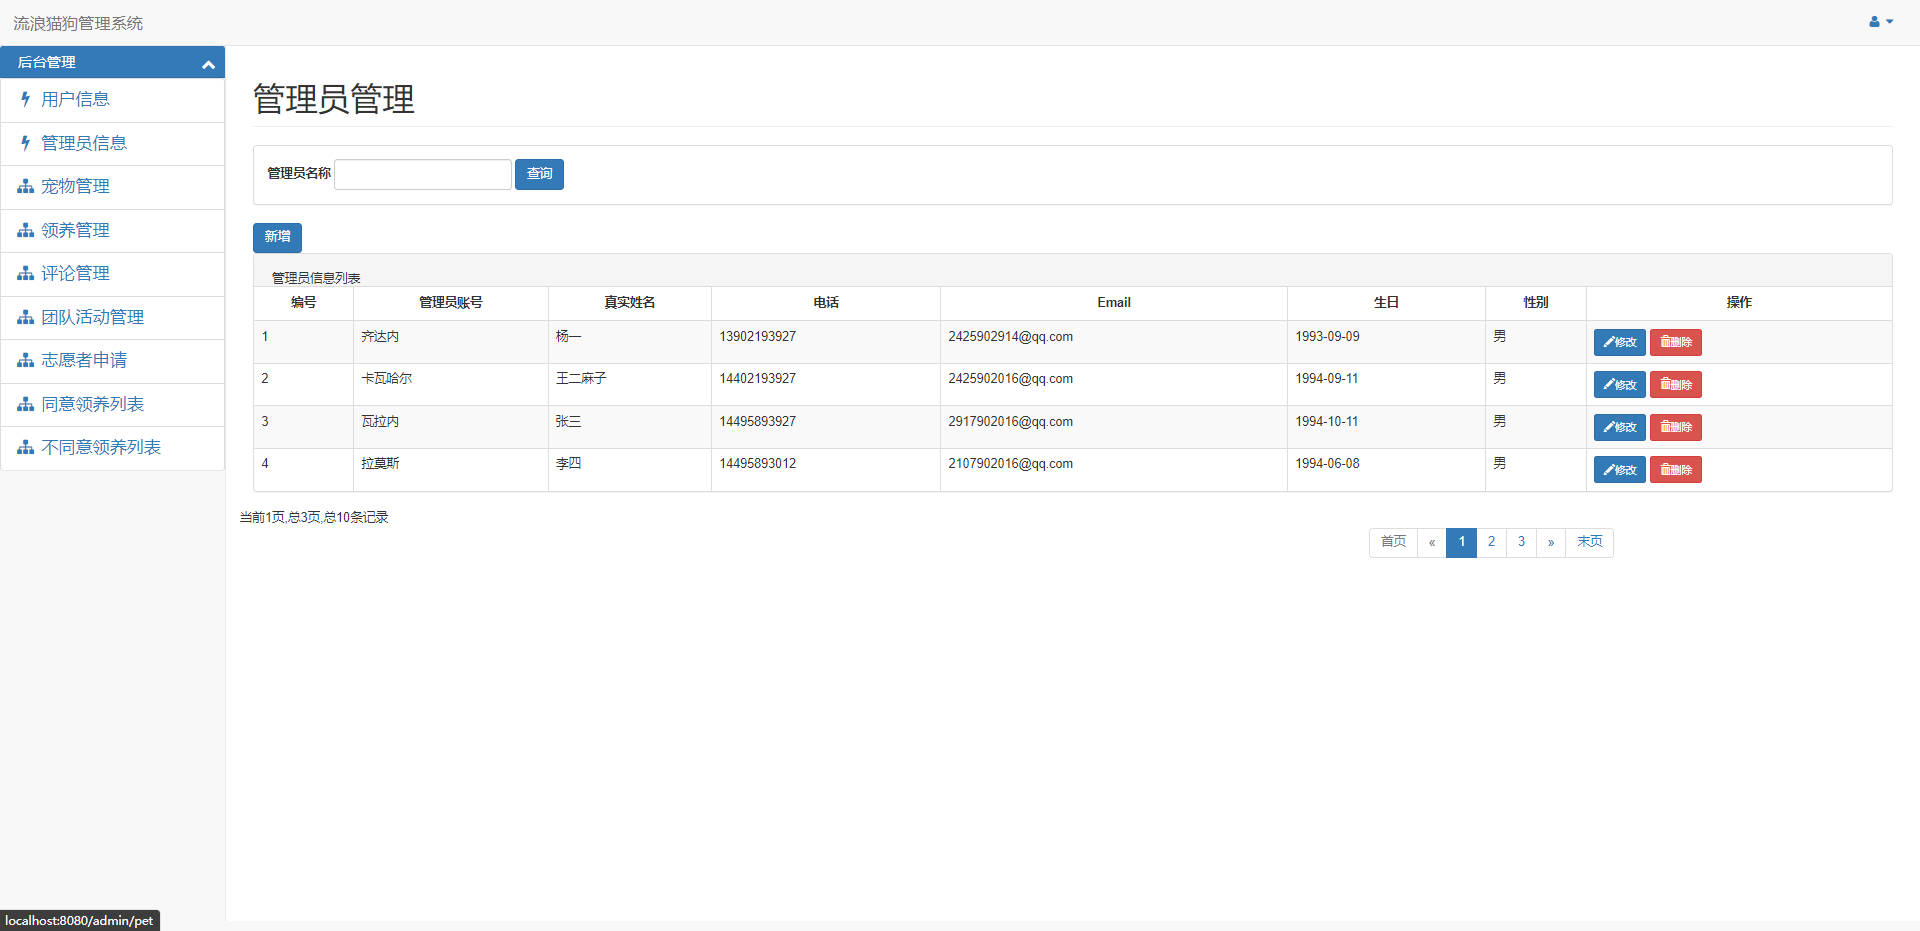 流浪猫狗管理系统
后台管理
用户信息
管理员信息
宠物管理
领养管理
评论管理
团队活动管理
志愿者申请
同意领养列表
不同意领养列表
管理员管理
管理员名称 查询
新增
管理员信息列表
编号 管理员账号 真实姓名 电话 Email 生日 性别 操作
1 齐达内 杨一 13902193927 2425902914@qq.com 1993-09-09 男 修改 删除
2 卡瓦哈尔 王二麻子 14402193927 2425902016@qq.com 1994-09-11 男 修改 删除
3 瓦拉内 张三 14495893927 2917902016@qq.com 1994-10-11 男 修改 删除
4 拉莫斯 李四 14495893012 2107902016@qq.com 1994-06-08 男 修改 删除
当前1页,总3页,总10条记录
首页 « 1 2 3 » 末页
localhost:8080/admin/pet